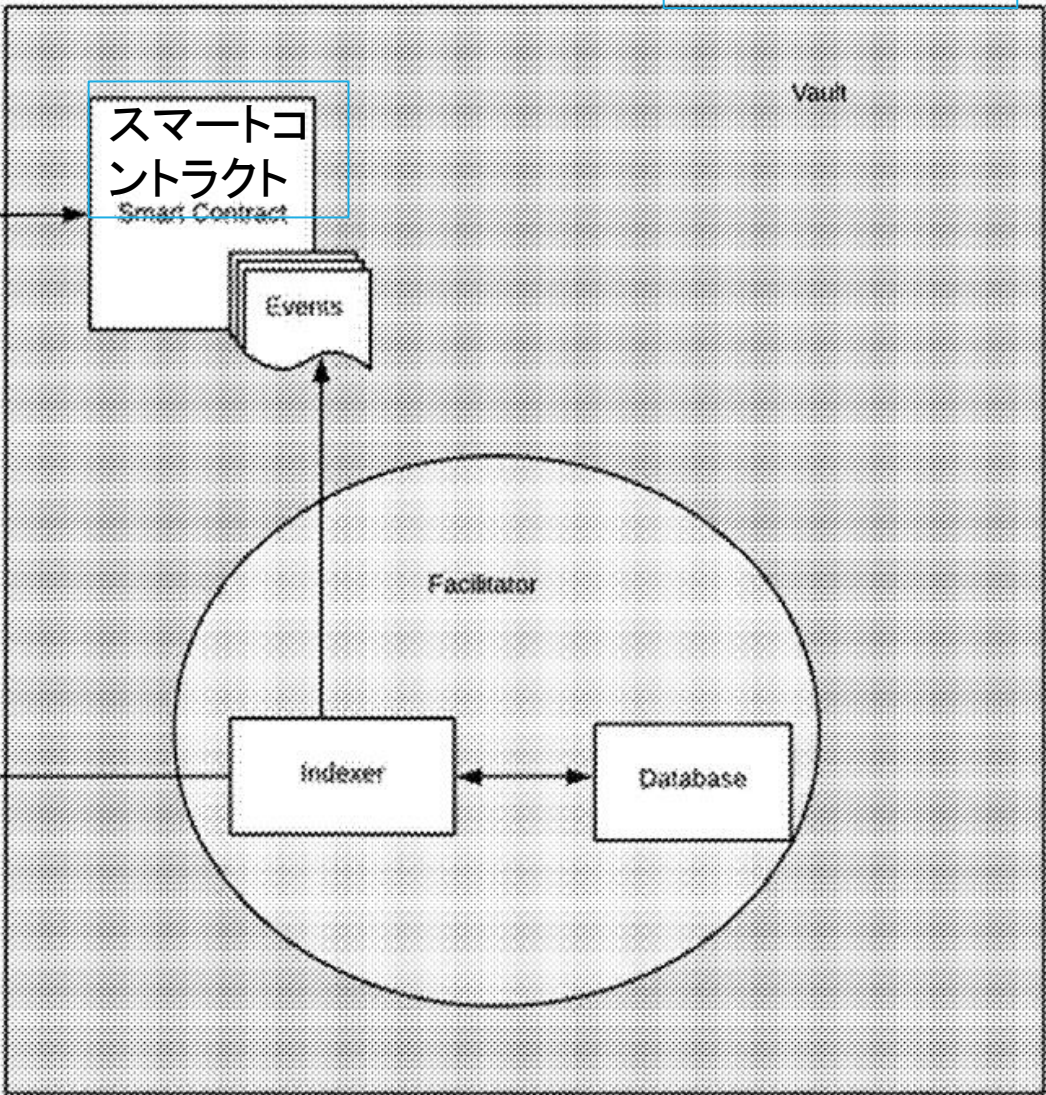 Vault
スマートコ
ントラクト
Smart Contract
Events
Facilitator
Indexer
Database